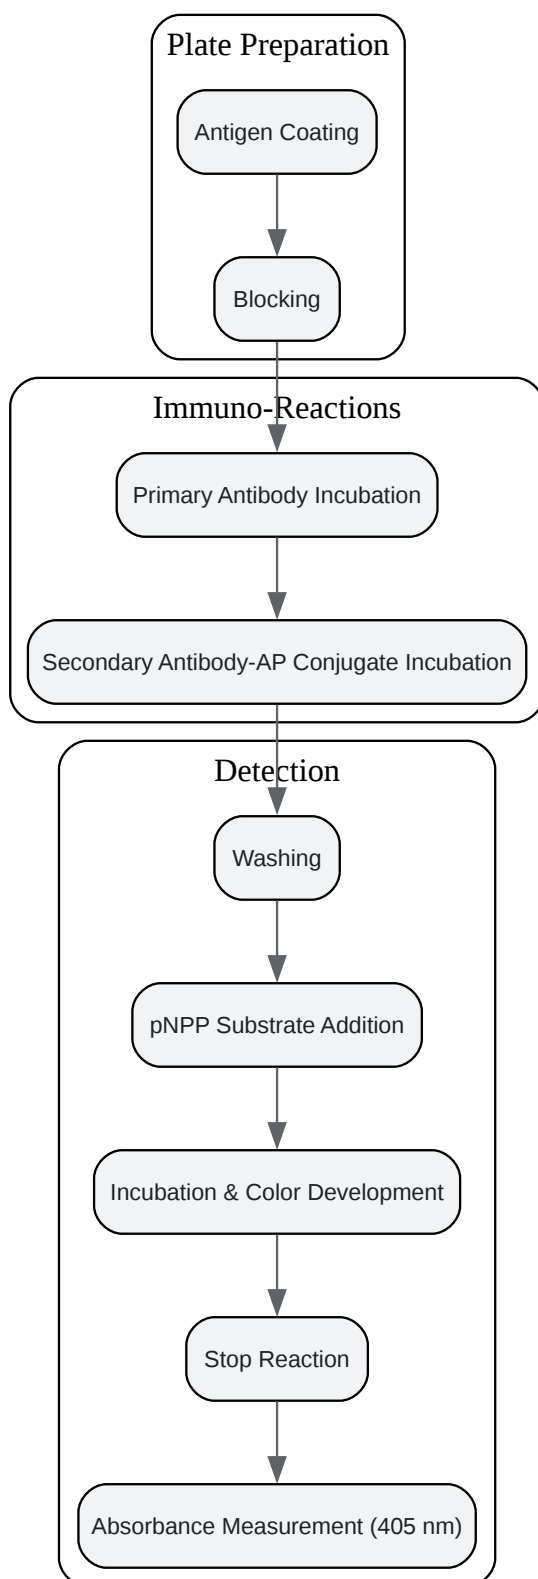 Plate Preparation
Antigen Coating
Blocking
Immuno-Reactions
Primary Antibody Incubation
Secondary Antibody-AP Conjugate Incubation
Detection
Washing
pNPP Substrate Addition
Incubation & Color Development
Stop Reaction
Absorbance Measurement (405 nm)